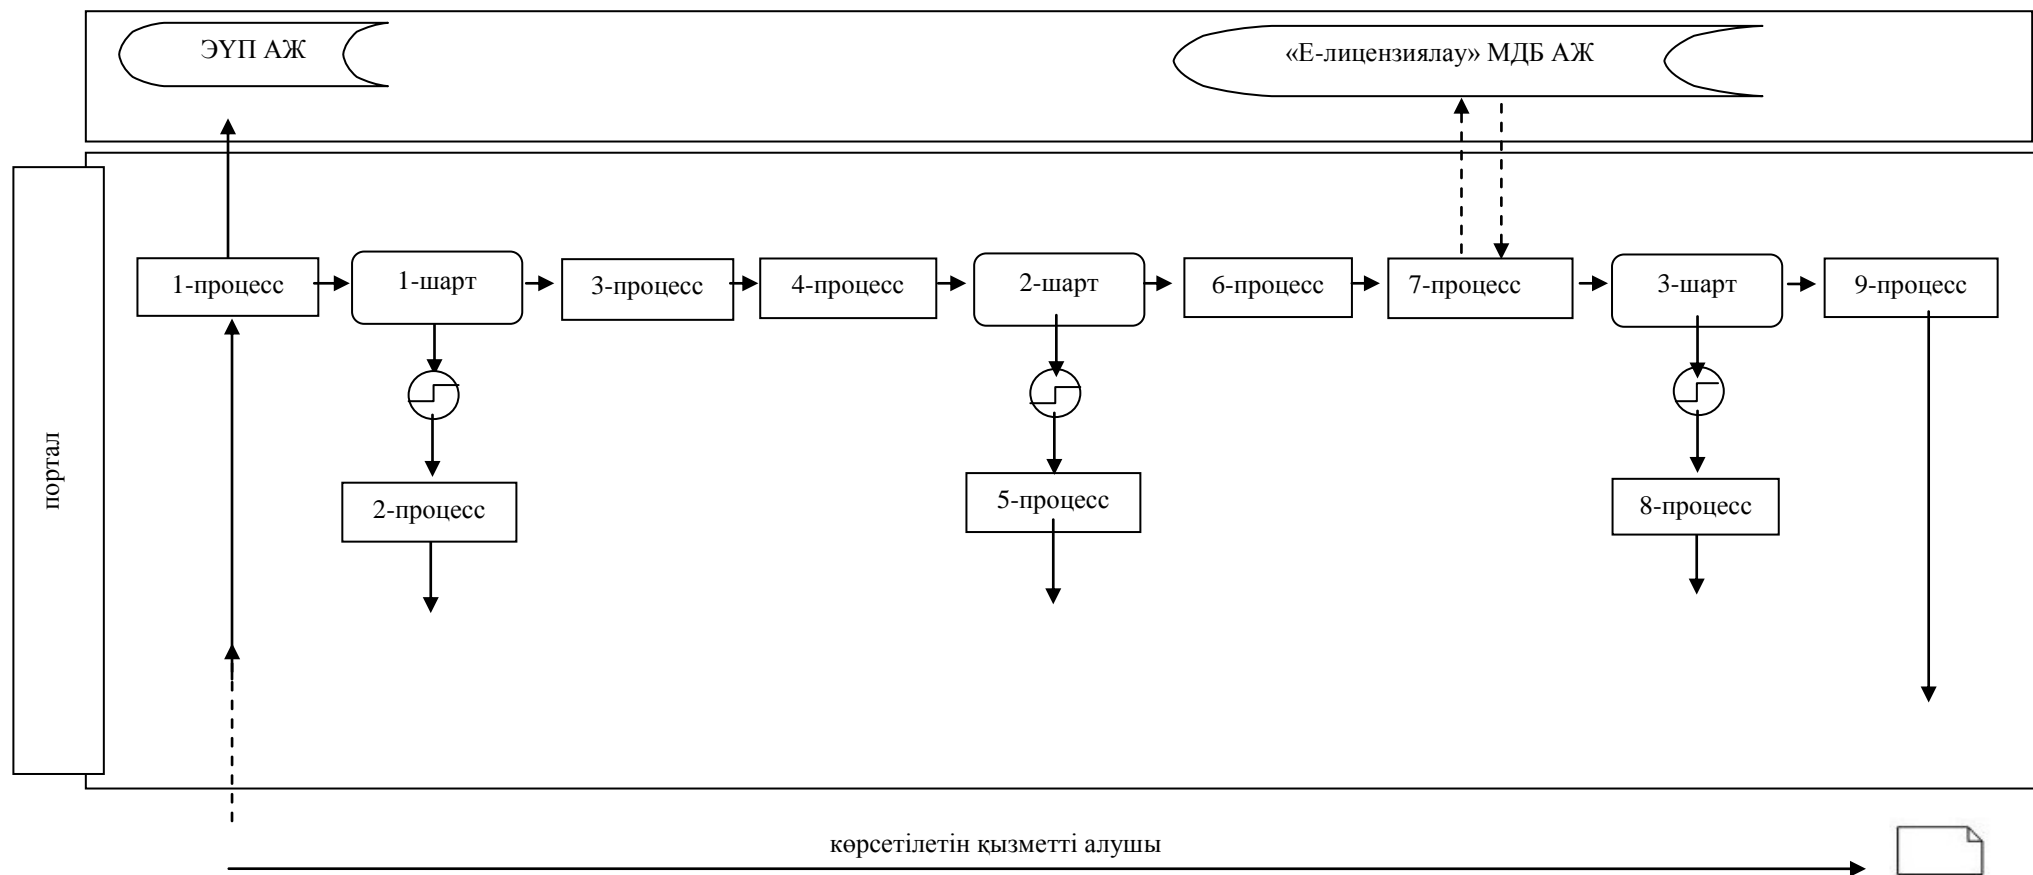 ЭҮП АЖ
«Е-лицензиялау» МДБ АЖ
портал
1-процесс
1-шарт
3-процесс
4-процесс
2-шарт
6-процесс
7-процесс
3-шарт
9-процесс
2-процесс
5-процесс
8-процесс
көрсетілетін қызметті алушы